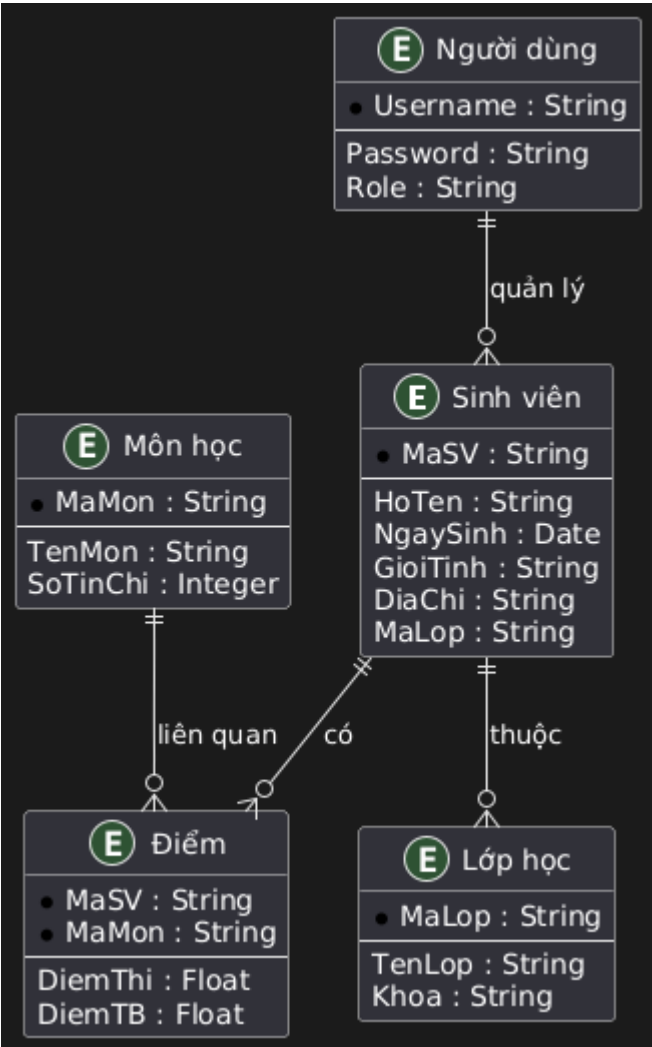 E Người dùng
Username : String
Password : String
Role : String
quản lý
E Sinh viên
MaSV : String
HoTen : String
NgaySinh : Date
GioiTinh : String
DiaChi : String
MaLop : String
E Môn học
MaMon : String
TenMon : String
SoTinChi : Integer
liên quan
có
thuộc
E Điểm
MaSV : String
MaMon : String
DiemThi : Float
DiemTB : Float
E Lớp học
MaLop : String
TenLop : String
Khoa : String